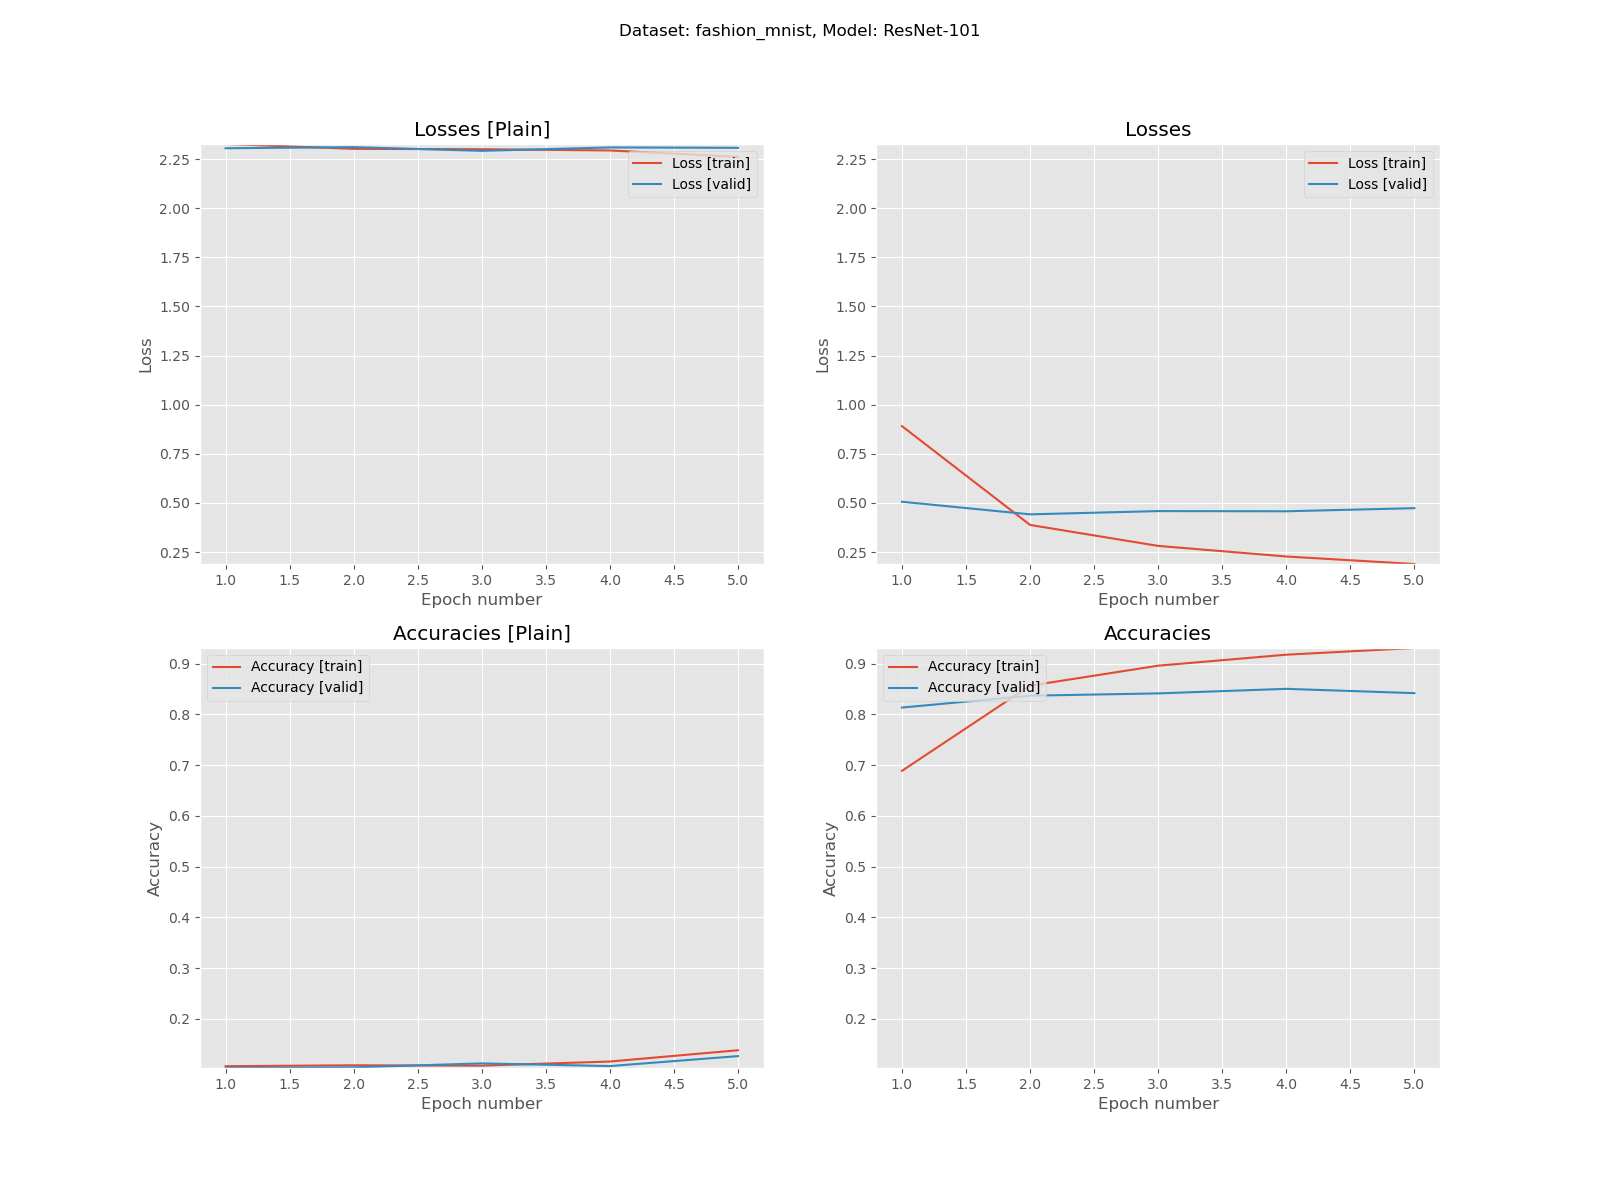 Dataset: fashion_mnist, Model: ResNet-101
Losses [Plain]
2.25
2.00
1.75
1.50
1.25
1.00
0.75
0.50
0.25
Loss
Loss [train]
Loss [valid]
1.0 1.5 2.0 2.5 3.0 3.5 4.0 4.5 5.0
Epoch number
Losses
2.25
2.00
1.75
1.50
1.25
1.00
0.75
0.50
0.25
Loss
Loss [train]
Loss [valid]
1.0 1.5 2.0 2.5 3.0 3.5 4.0 4.5 5.0
Epoch number
Accuracies [Plain]
0.9
0.8
0.7
0.6
0.5
0.4
0.3
0.2
Accuracy
Accuracy [train]
Accuracy [valid]
1.0 1.5 2.0 2.5 3.0 3.5 4.0 4.5 5.0
Epoch number
Accuracies
0.9
0.8
0.7
0.6
0.5
0.4
0.3
0.2
Accuracy
Accuracy [train]
Accuracy [valid]
1.0 1.5 2.0 2.5 3.0 3.5 4.0 4.5 5.0
Epoch number